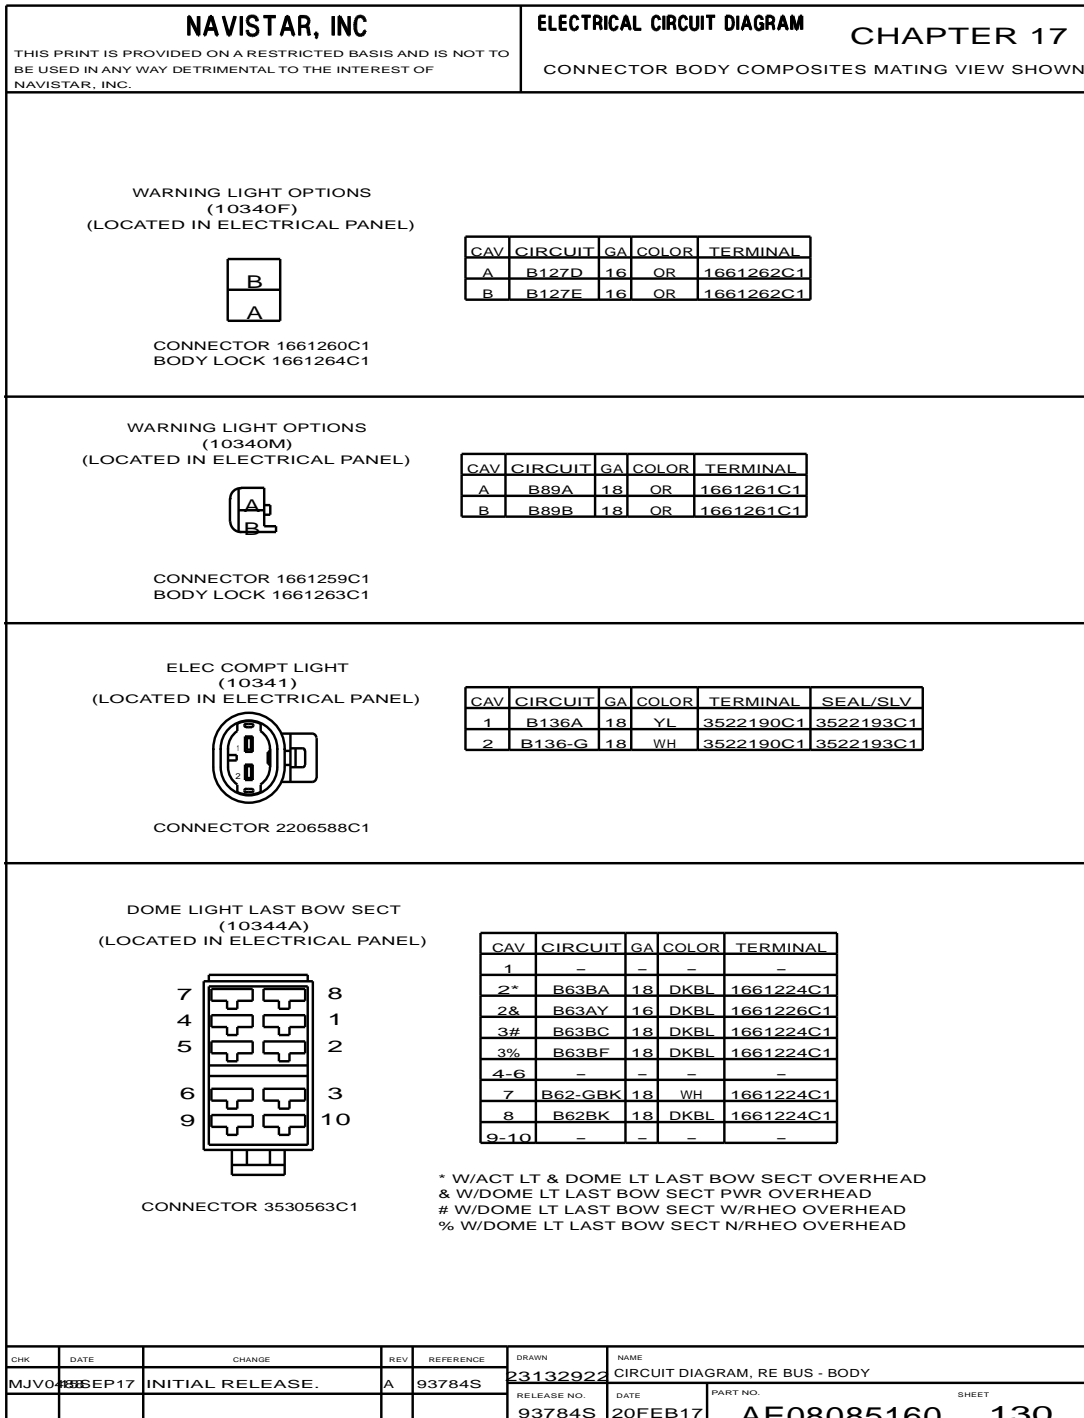 NAVISTAR, INC
THIS PRINT IS PROVIDED ON A RESTRICTED BASIS AND IS NOT TO
BE USED IN ANY WAY DETRIMENTAL TO THE INTEREST OF
NAVISTAR, INC.
ELECTRICAL CIRCUIT DIAGRAM
CHAPTER 17
CONNECTOR BODY COMPOSITES MATING VIEW SHOWN
WARNING LIGHT OPTIONS
(10340F)
(LOCATED IN ELECTRICAL PANEL)
B
A
CONNECTOR 1661260C1
BODY LOCK 1661264C1
CAV CIRCUIT GA COLOR TERMINAL
A B127D 16 OR 1661262C1
B B127E 16 OR 1661262C1
WARNING LIGHT OPTIONS
(10340M)
(LOCATED IN ELECTRICAL PANEL)
A
B
CONNECTOR 1661259C1
BODY LOCK 1661263C1
CAV CIRCUIT GA COLOR TERMINAL
A B89A 18 OR 1661261C1
B B89B 18 OR 1661261C1
ELEC COMPT LIGHT
(10341)
(LOCATED IN ELECTRICAL PANEL)
1
2
CONNECTOR 2206588C1
CAV CIRCUIT GA COLOR TERMINAL SEAL/SLV
1 B136A 18 YL 3522190C1 3522193C1
2 B136-G 18 WH 3522190C1 3522193C1
DOME LIGHT LAST BOW SECT
(10344A)
(LOCATED IN ELECTRICAL PANEL)
7 8
4 1
5 2
6 3
9 10
CONNECTOR 3530563C1
CAV CIRCUIT GA COLOR TERMINAL
1 – – – –
2* B63BA 18 DKBL 1661224C1
2& B63AY 16 DKBL 1661226C1
3# B63BC 18 DKBL 1661224C1
3% B63BF 18 DKBL 1661224C1
4-6 – – – –
7 B62-GBK 18 WH 1661224C1
8 B62BK 18 DKBL 1661224C1
9-10 – – – –
* W/ACT LT & DOME LT LAST BOW SECT OVERHEAD
& W/DOME LT LAST BOW SECT PWR OVERHEAD
# W/DOME LT LAST BOW SECT W/RHEO OVERHEAD
% W/DOME LT LAST BOW SECT N/RHEO OVERHEAD
CHK DATE CHANGE REV REFERENCE
SEP17 INITIAL RELEASE. A 93784S
DRAWN
23132922
NAME
CIRCUIT DIAGRAM, RE BUS - BODY
RELEASE NO.
93784S
DATE
20FEB17
PART NO.
AE08085160
SHEET
130